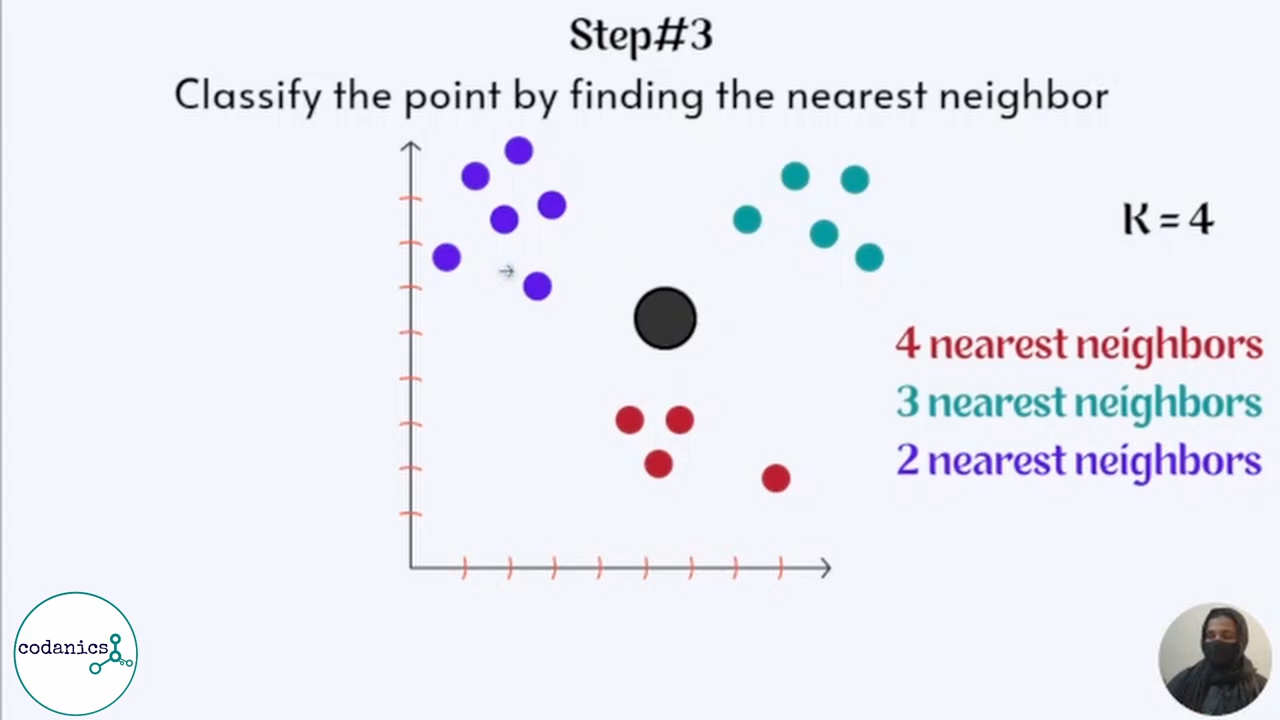 Step#3
Classify the point by finding the nearest neighbor
K = 4
4 nearest neighbors
3 nearest neighbors
2 nearest neighbors
codanics